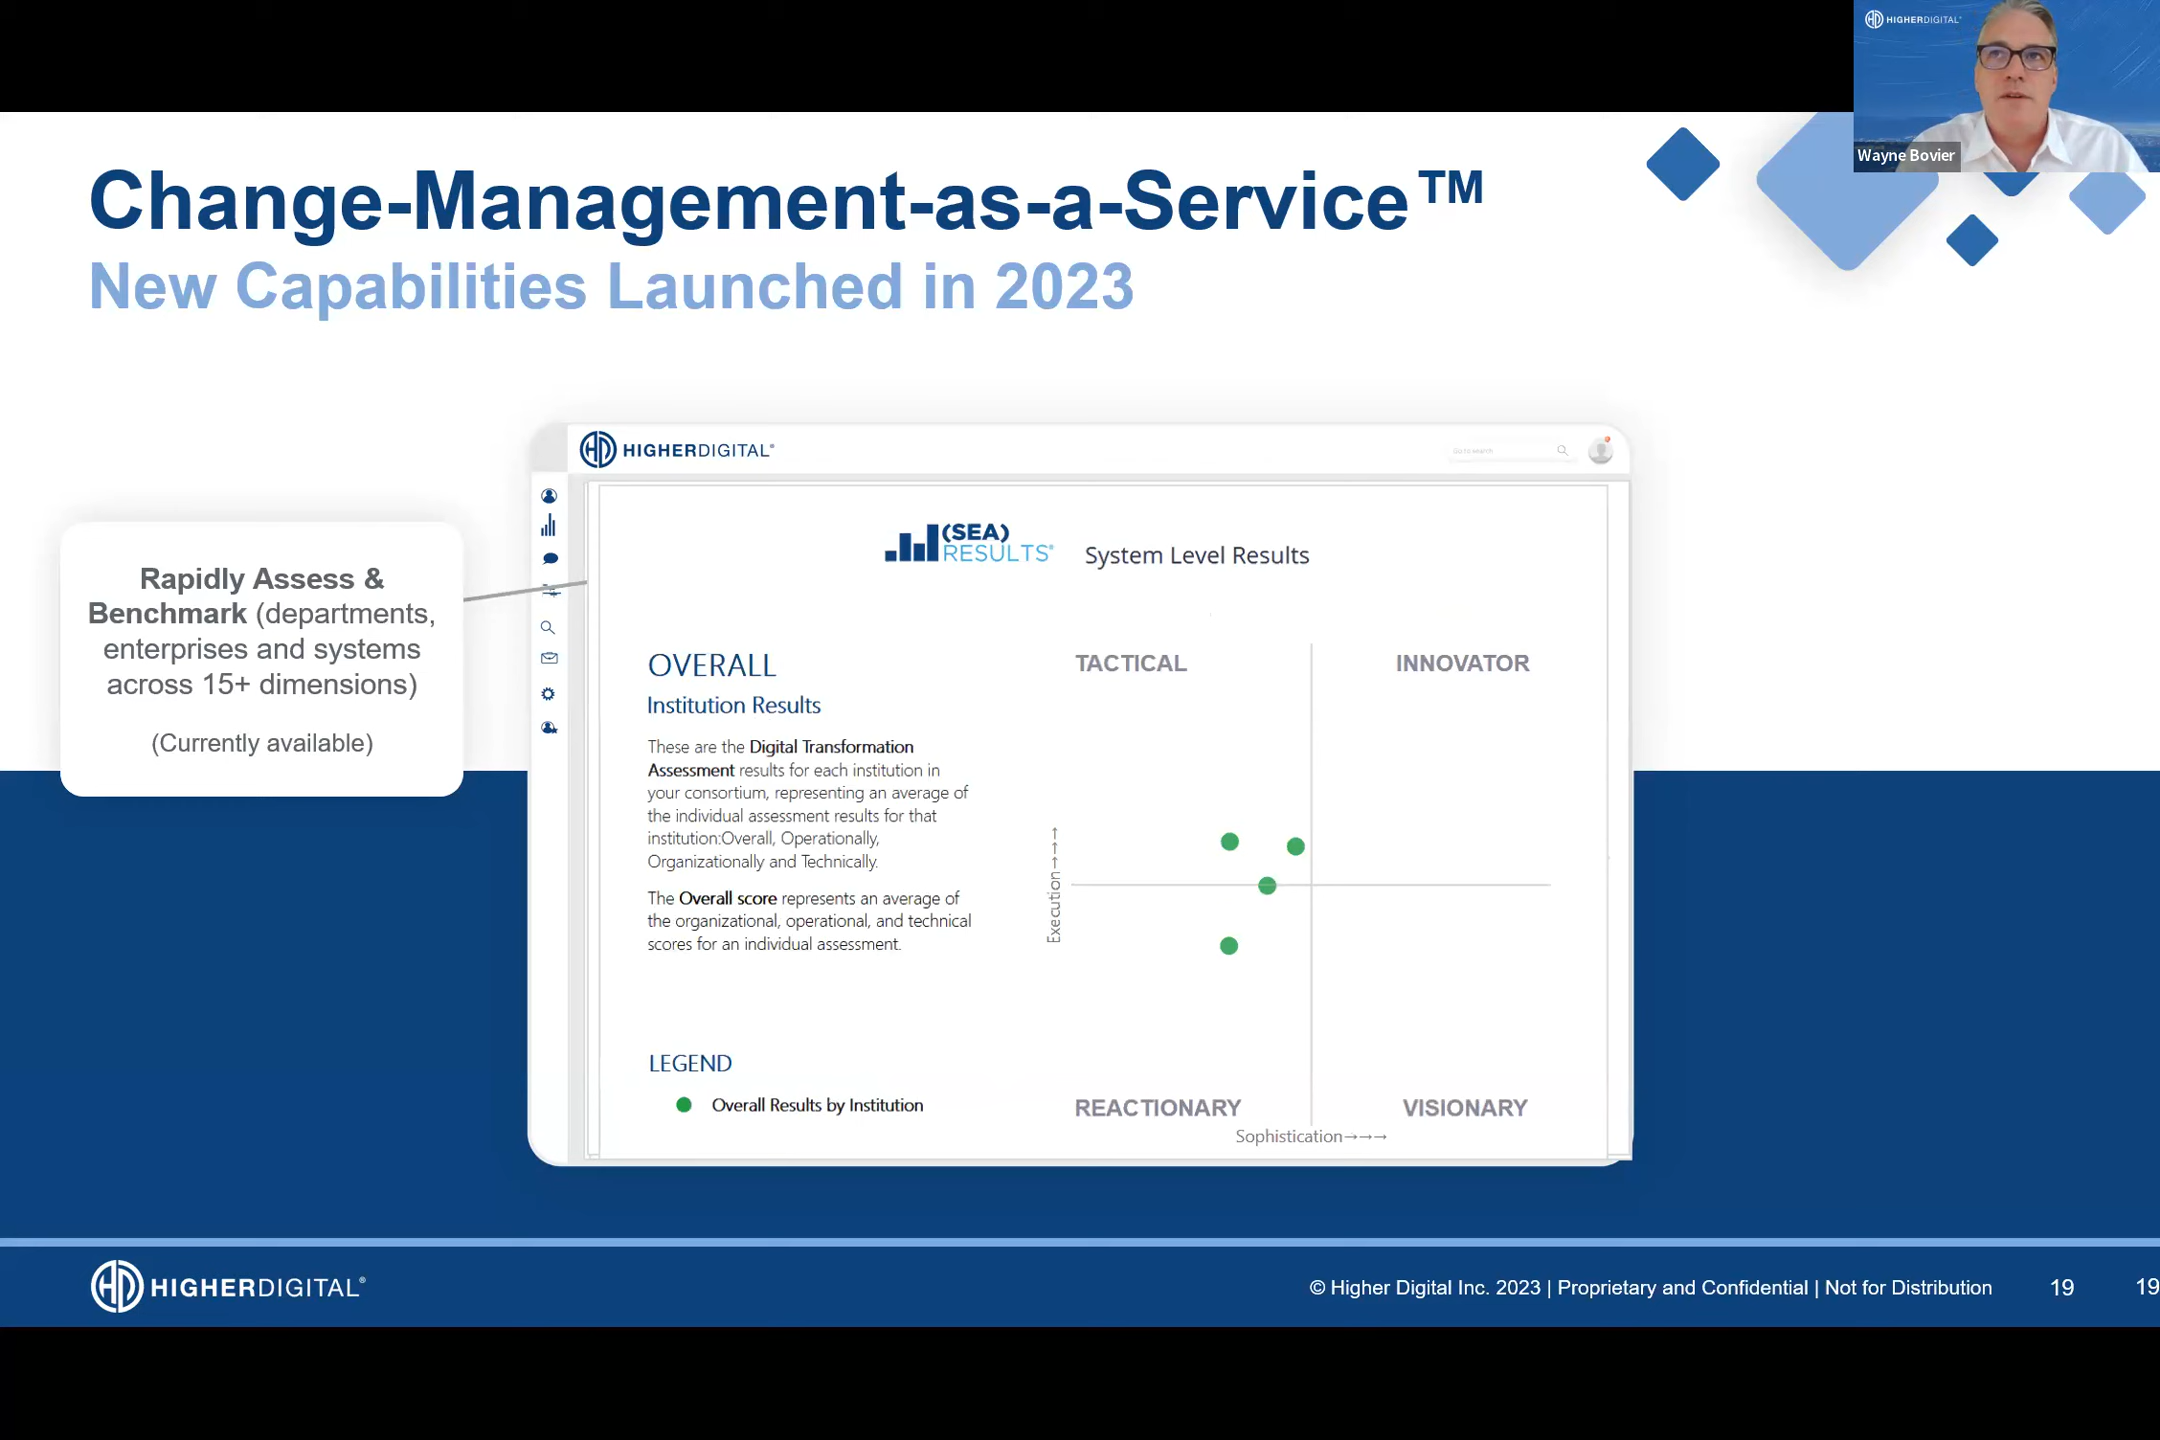 HIGHERDIGITAL
Wayne Bovier
Change-Management-as-a-Service™
New Capabilities Launched in 2023
HIGHERDIGITAL®
Go to search
Rapidly Assess &
Benchmark (departments,
enterprises and systems
across 15+ dimensions)
(Currently available)
(SEA)
RESULTS®
System Level Results
OVERALL
Institution Results
These are the Digital Transformation
Assessment results for each institution in
your consortium, representing an average of
the individual assessment results for that
institution:Overall, Operationally,
Organizationally and Technically.
The Overall score represents an average of
the organizational, operational, and technical
scores for an individual assessment.
LEGEND
Overall Results by Institution
TACTICAL
INNOVATOR
Execution→→→
REACTIONARY
VISIONARY
Sophistication→→→
HIGHERDIGITAL®
© Higher Digital Inc. 2023 | Proprietary and Confidential | Not for Distribution
19
19